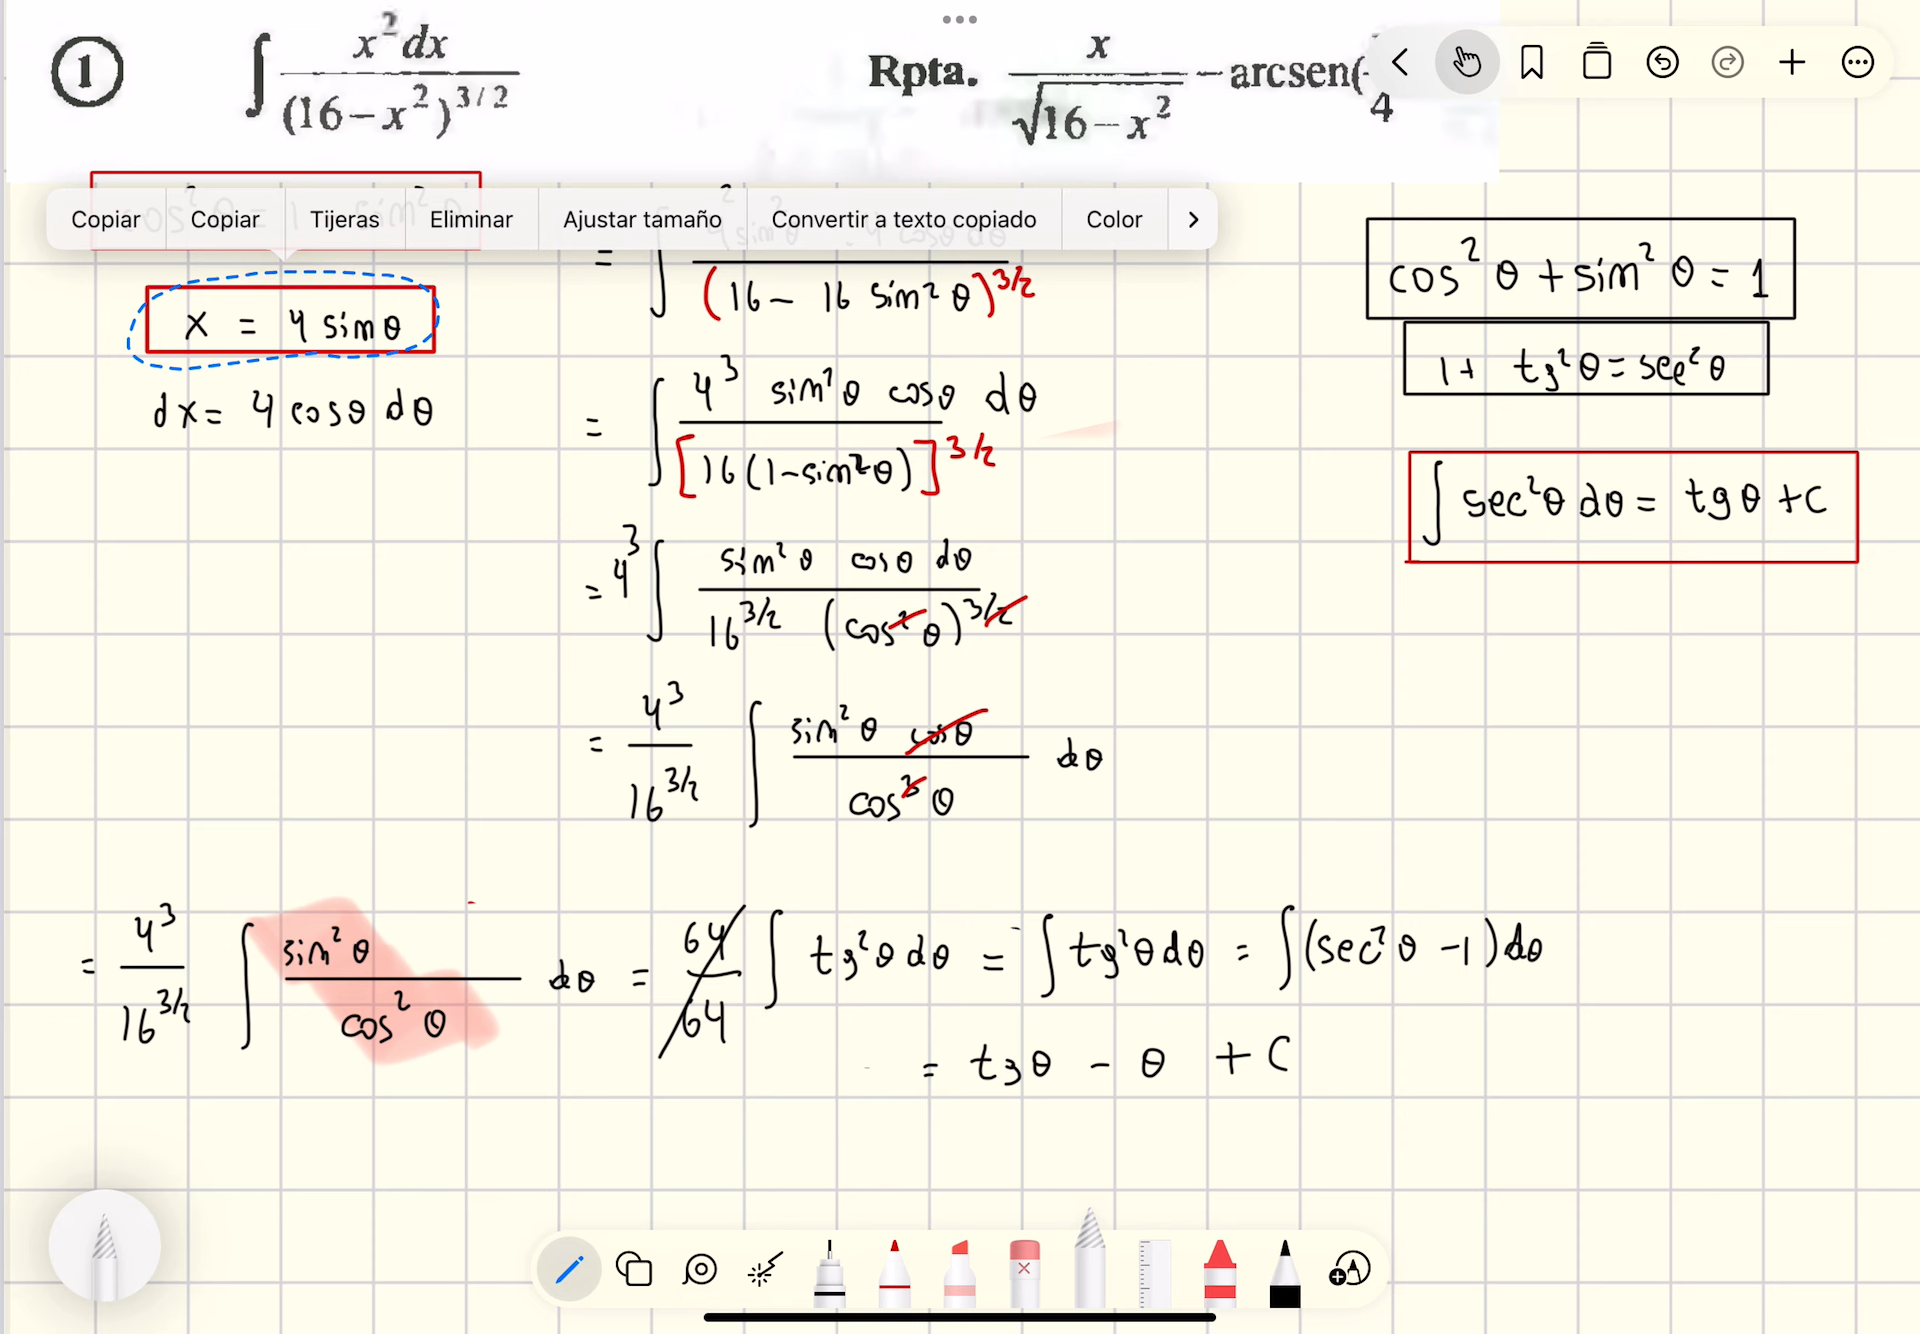 1 ∫ x² dx / (16 − x²)^3/2 Rpta. x / √16 − x² − arcsen( 4
Copiar Copiar Tijeras Eliminar Ajustar tamaño Convertir a texto copiado Color
= ∫ / (16 − 16 sin² θ)^3/2
cos² θ + sin² θ = 1
x = 4 sin θ
1 + tg² θ = sec² θ
dx = 4 cos θ dθ
= ∫ 4³ sin² θ cos θ dθ / [16 (1 − sin² θ)]^3/2
∫ sec² θ dθ = tg θ + C
= 4³ ∫ sin² θ cos θ dθ / 16^3/2 (cos² θ)^3/2
= 4³ / 16^3/2 ∫ sin² θ cos θ / cos³ θ dθ
= 4³ / 16^3/2 ∫ sin² θ / cos² θ dθ = 64 / 64 ∫ tg² θ dθ = ∫ tg² θ dθ = ∫ (sec² θ − 1) dθ
= tg θ − θ + C